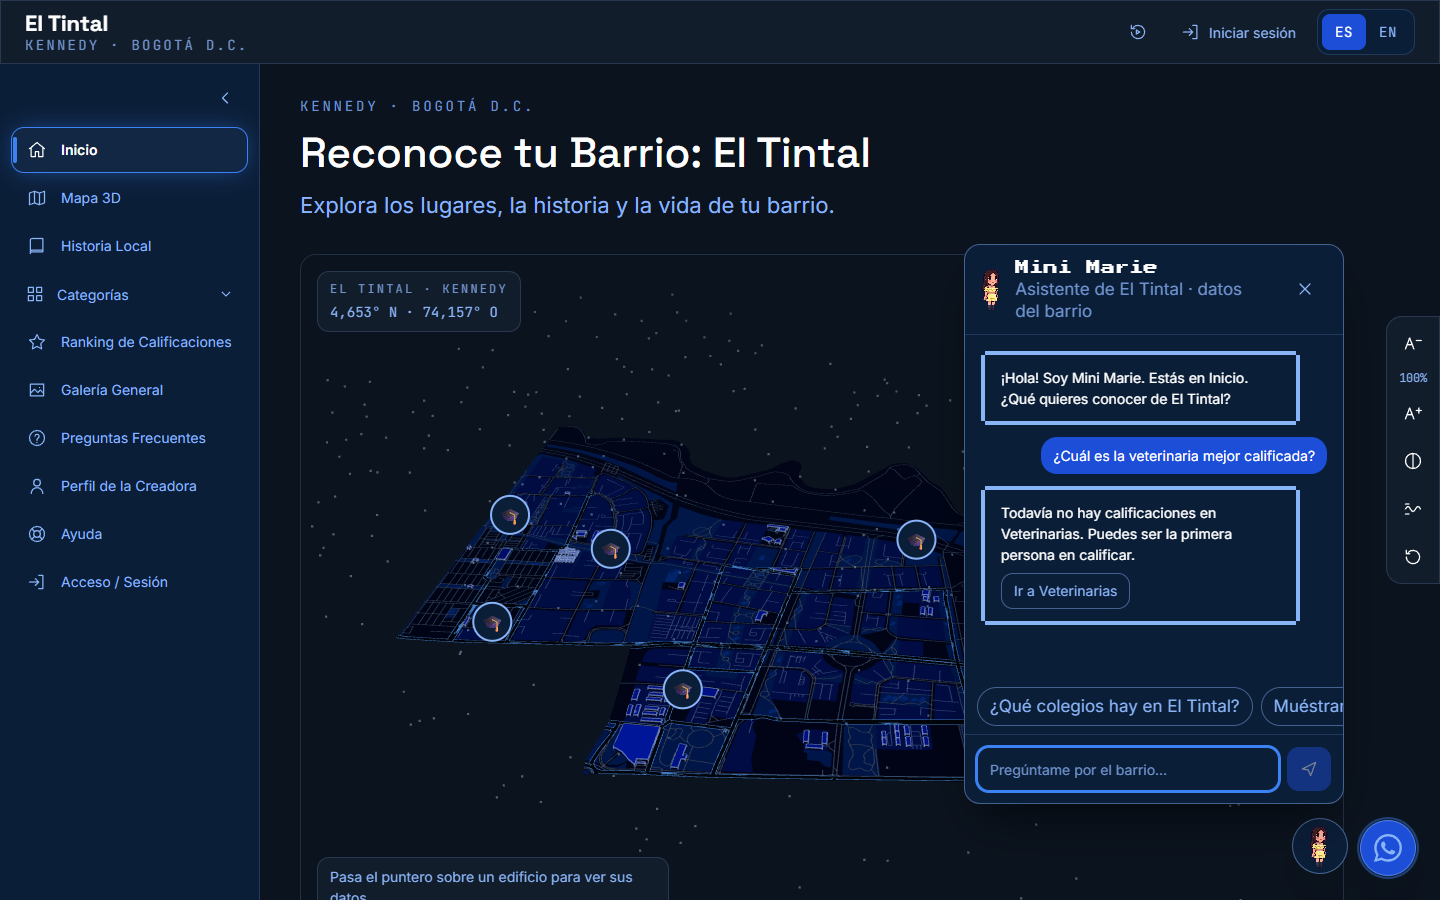 El Tintal
KENNEDY · BOGOTÁ D.C.
Iniciar sesión
ES
EN
Inicio
Mapa 3D
Historia Local
Categorías
Ranking de Calificaciones
Galería General
Preguntas Frecuentes
Perfil de la Creadora
Ayuda
Acceso / Sesión
KENNEDY · BOGOTÁ D.C.
Reconoce tu Barrio: El Tintal
Explora los lugares, la historia y la vida de tu barrio.
EL TINTAL · KENNEDY
4,653° N · 74,157° O
Pasa el puntero sobre un edificio para ver sus
datos
Mini Marie
Asistente de El Tintal · datos
del barrio
¡Hola! Soy Mini Marie. Estás en Inicio.
¿Qué quieres conocer de El Tintal?
¿Cuál es la veterinaria mejor calificada?
Todavía no hay calificaciones en
Veterinarias. Puedes ser la primera
persona en calificar.
Ir a Veterinarias
¿Qué colegios hay en El Tintal?
Muéstrar
Pregúntame por el barrio...
A-
100%
A+